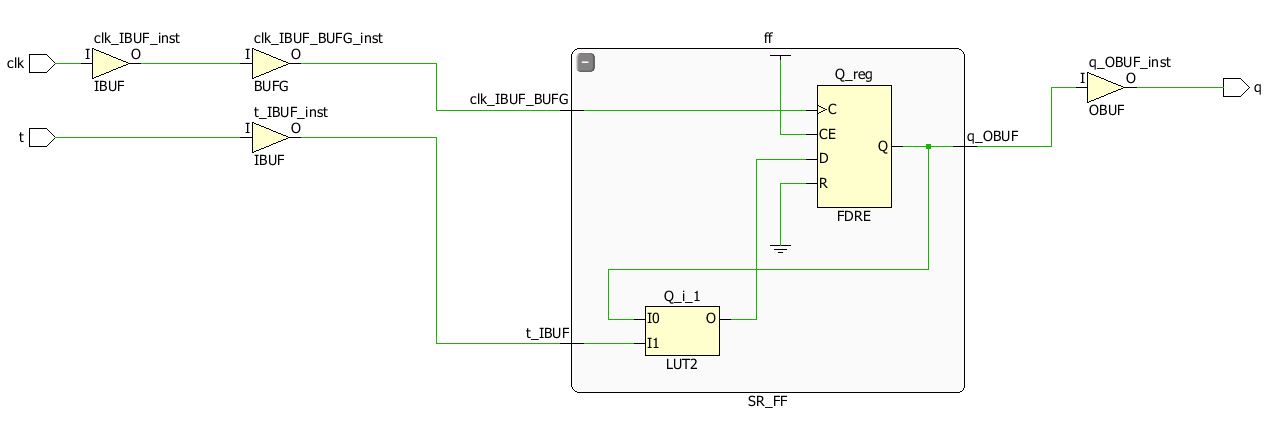 clk
I
clk_IBUF_inst
O
IBUF
I
clk_IBUF_BUFG_inst
O
BUFG
t
I
t_IBUF_inst
O
IBUF
clk_IBUF_BUFG
t_IBUF
ff
Q_reg
C
CE
D
R
Q
FDRE
Q_i_1
I0
I1
O
LUT2
SR_FF
q_OBUF
I
q_OBUF_inst
O
OBUF
q